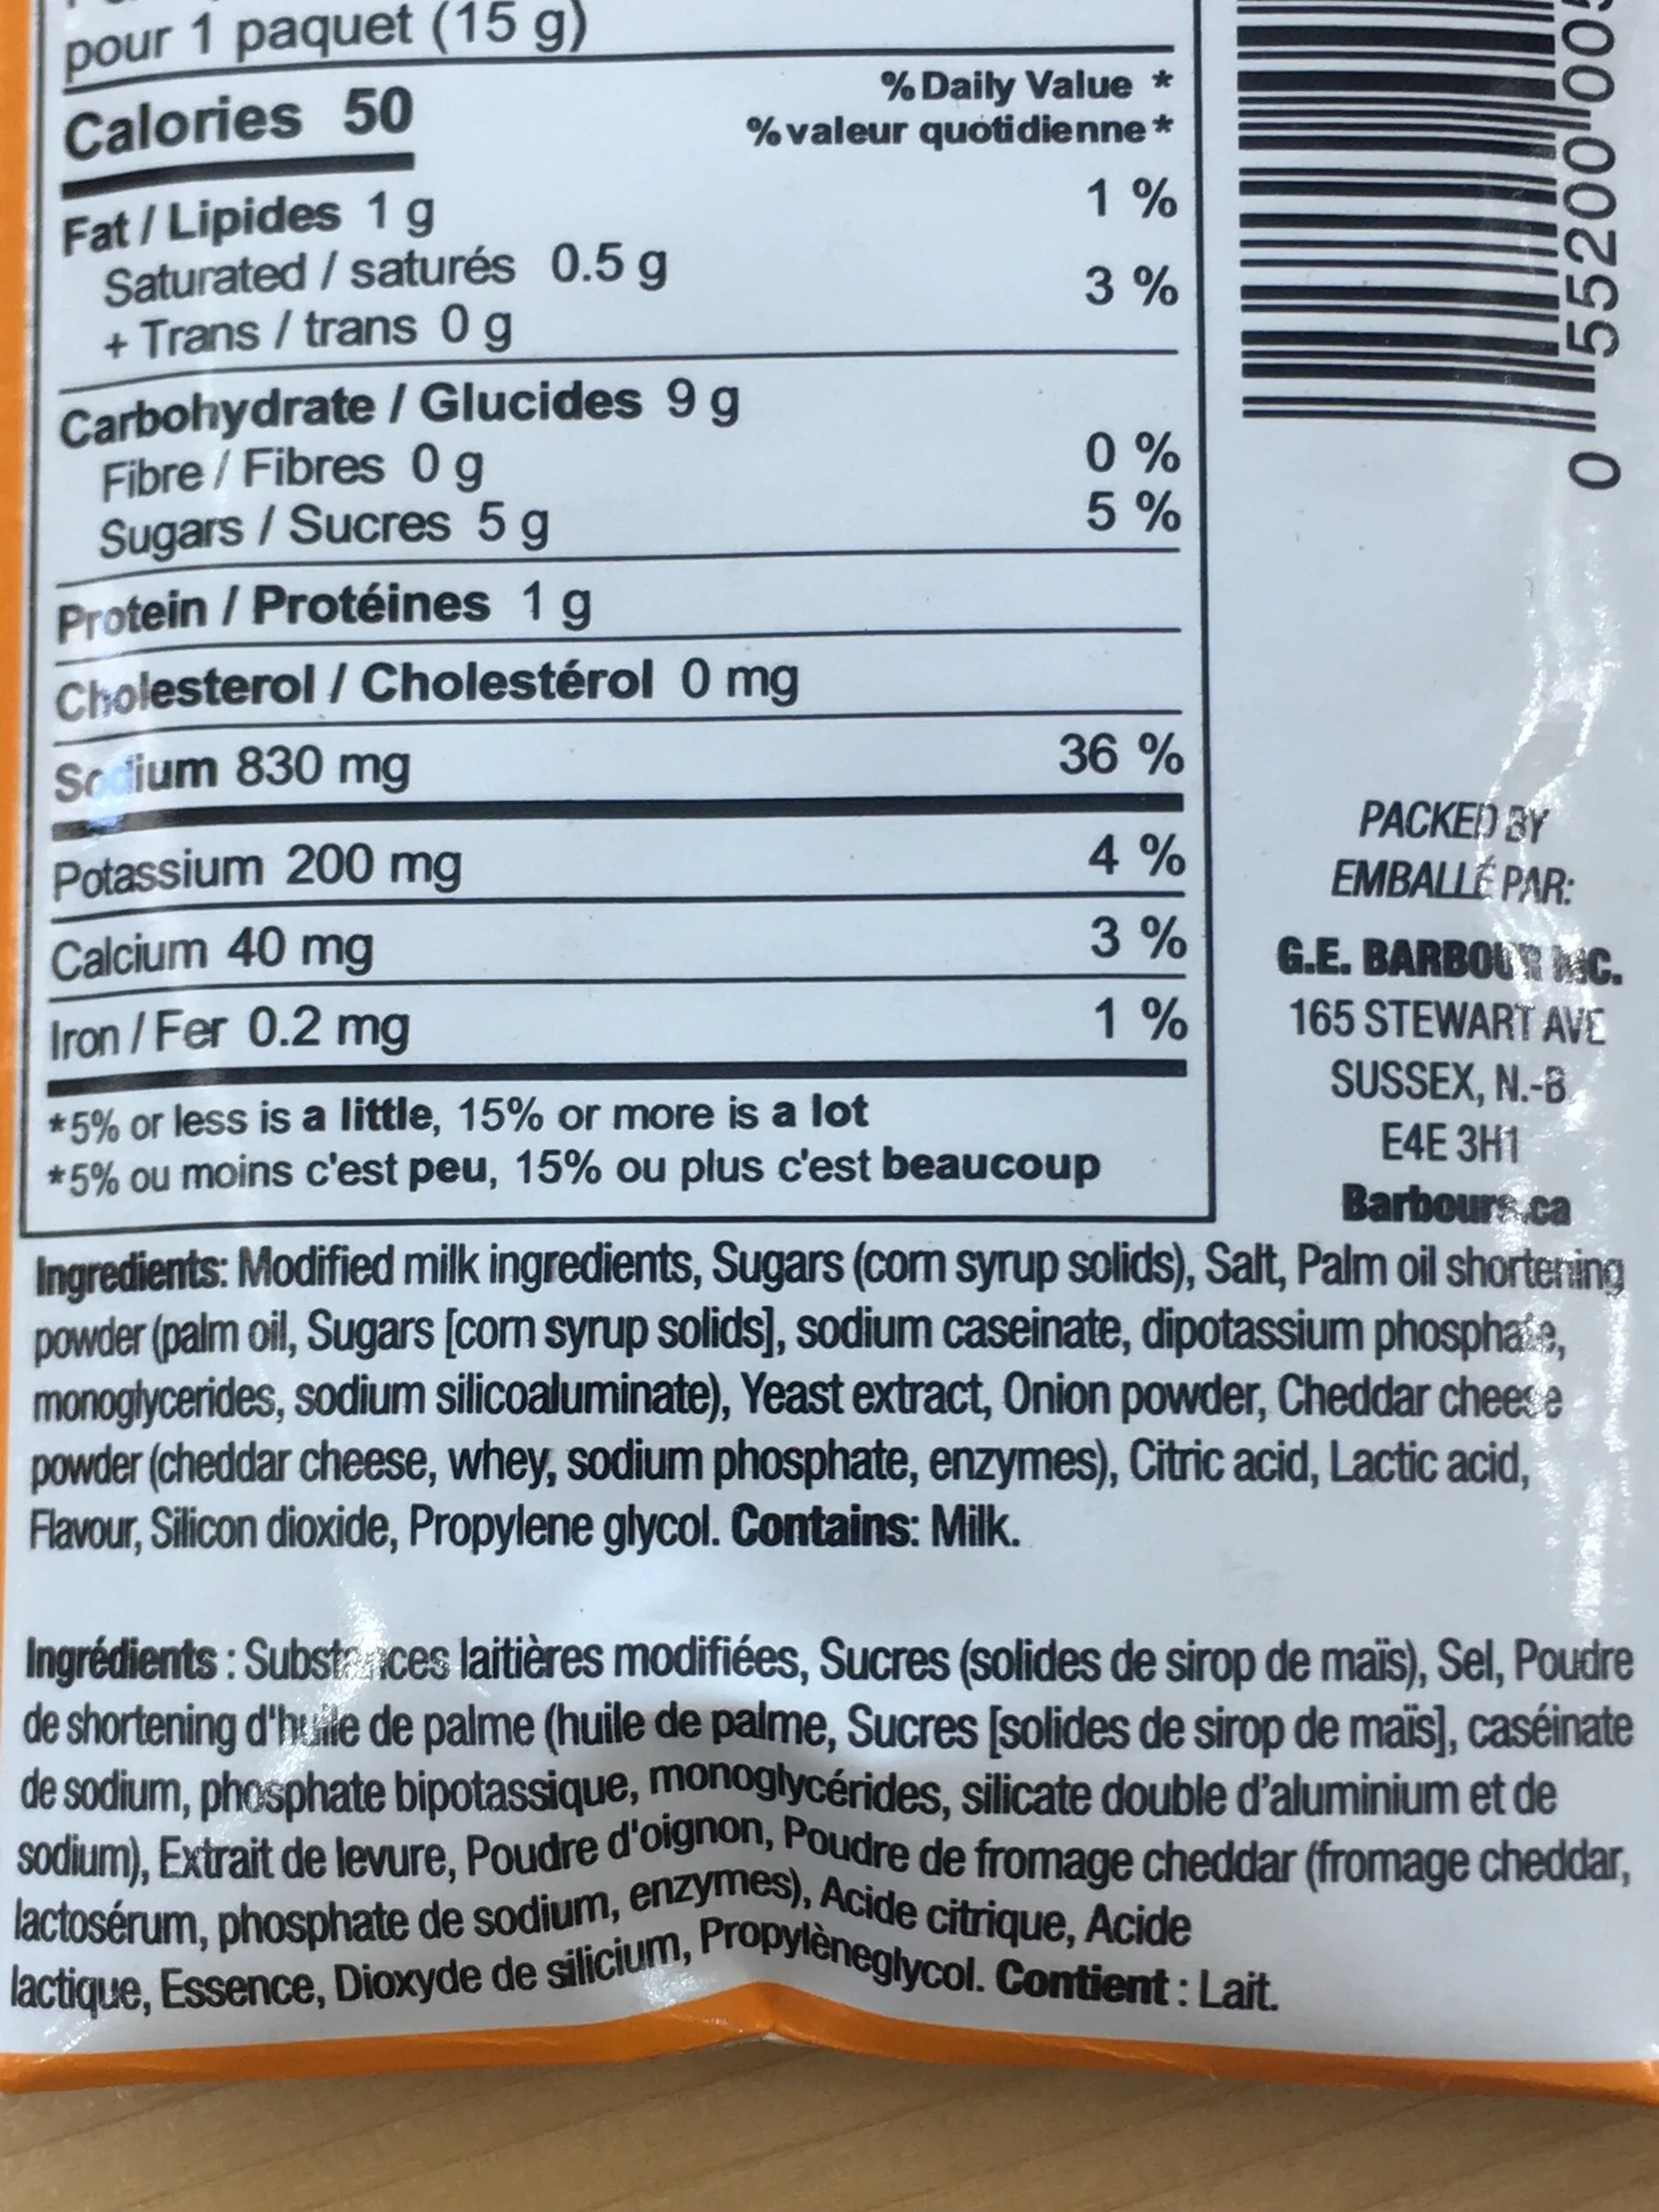 pour 1 paquet (15 g)
Calories 50
% Daily Value *
% valeur quotidienne *
Fat / Lipides 1 g 1 %
Saturated / saturés 0.5 g
+ Trans / trans 0 g 3 %
Carbohydrate / Glucides 9 g
Fibre / Fibres 0 g 0 %
Sugars / Sucres 5 g 5 %
Protein / Protéines 1 g
Cholesterol / Cholestérol 0 mg
Sodium 830 mg 36 %
Potassium 200 mg 4 %
Calcium 40 mg 3 %
Iron / Fer 0.2 mg 1 %
*5% or less is a little, 15% or more is a lot
*5% ou moins c'est peu, 15% ou plus c'est beaucoup
PACKED BY
EMBALLÉ PAR:
G.E. BARBOUR INC.
165 STEWART AVE
SUSSEX, N.-B.
E4E 3H1
Barbours.ca
Ingredients: Modified milk ingredients, Sugars (corn syrup solids), Salt, Palm oil shortening
powder (palm oil, Sugars [corn syrup solids], sodium caseinate, dipotassium phosphate,
monoglycerides, sodium silicoaluminate), Yeast extract, Onion powder, Cheddar cheese
powder (cheddar cheese, whey, sodium phosphate, enzymes), Citric acid, Lactic acid,
Flavour, Silicon dioxide, Propylene glycol. Contains: Milk.
Ingrédients : Substances laitières modifiées, Sucres (solides de sirop de maïs), Sel, Poudre
de shortening d'huile de palme (huile de palme, Sucres [solides de sirop de maïs], caséinate
de sodium, phosphate bipotassique, monoglycérides, silicate double d'aluminium et de
sodium), Extrait de levure, Poudre d'oignon, Poudre de fromage cheddar (fromage cheddar,
lactosérum, phosphate de sodium, enzymes), Acide citrique, Acide
lactique, Essence, Dioxyde de silicium, Propylèneglycol. Contient : Lait.